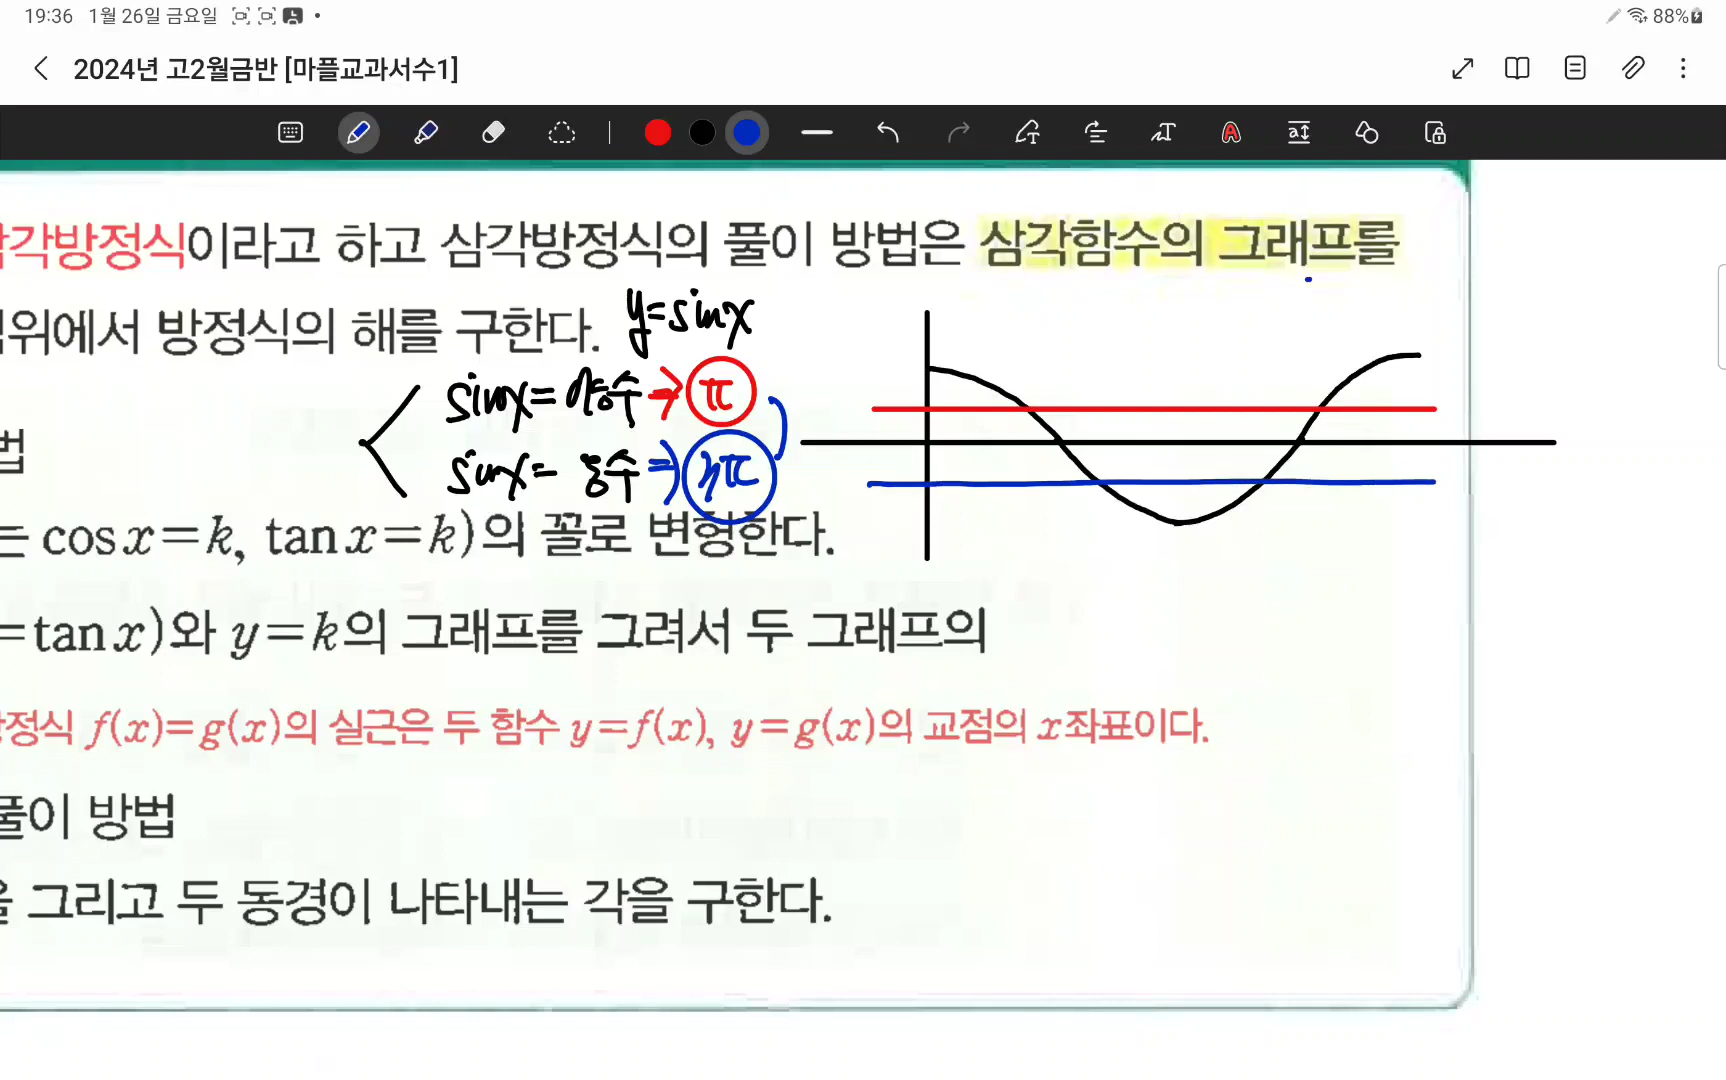 19:36 1월 26일 금요일
88%
2024년 고2월금반 [마플교과서수1]
각방정식이라고 하고 삼각방정식의 풀이 방법은 삼각함수의 그래프를
위에서 방정식의 해를 구한다. y=sinx
sinx= 양수 → π
법
sinx= 음수 ⇒ 3π
cosx=k, tanx=k)의 꼴로 변형한다.
=tanx)와 y=k의 그래프를 그려서 두 그래프의
정식 f(x)=g(x)의 실근은 두 함수 y=f(x), y=g(x)의 교점의 x좌표이다.
풀이 방법
을 그리고 두 동경이 나타내는 각을 구한다.